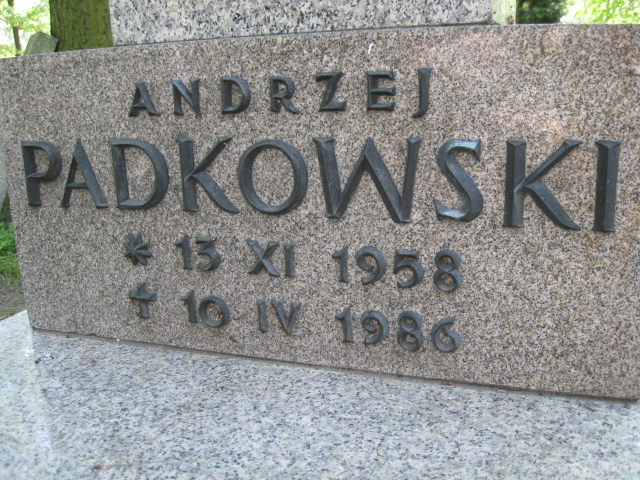 ANDRZEJ
PADKOWSKI
* 13 XI 1958
✝ 10 IV 1986